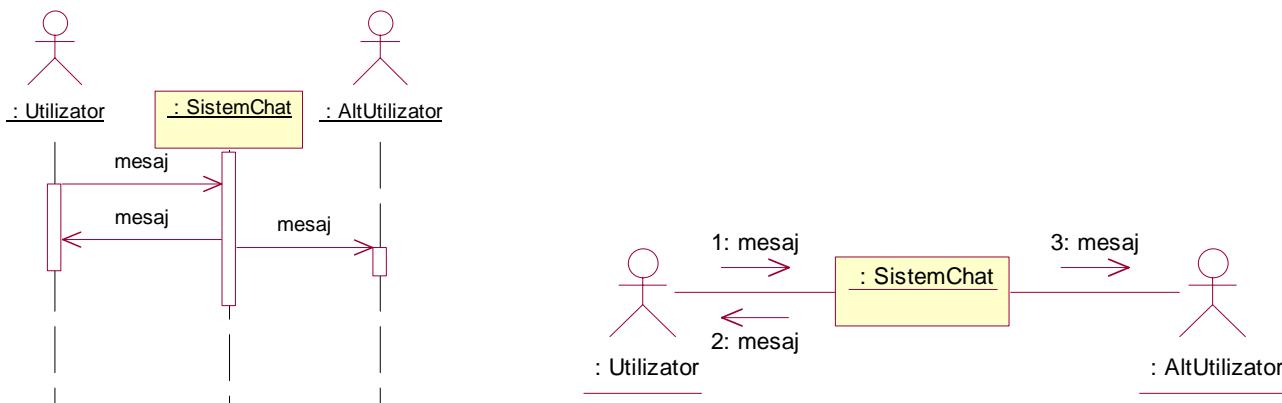 : Utilizator
: SistemChat
: AltUtilizator
mesaj
mesaj
mesaj
1: mesaj
3: mesaj
: SistemChat
2: mesaj
: Utilizator
: AltUtilizator